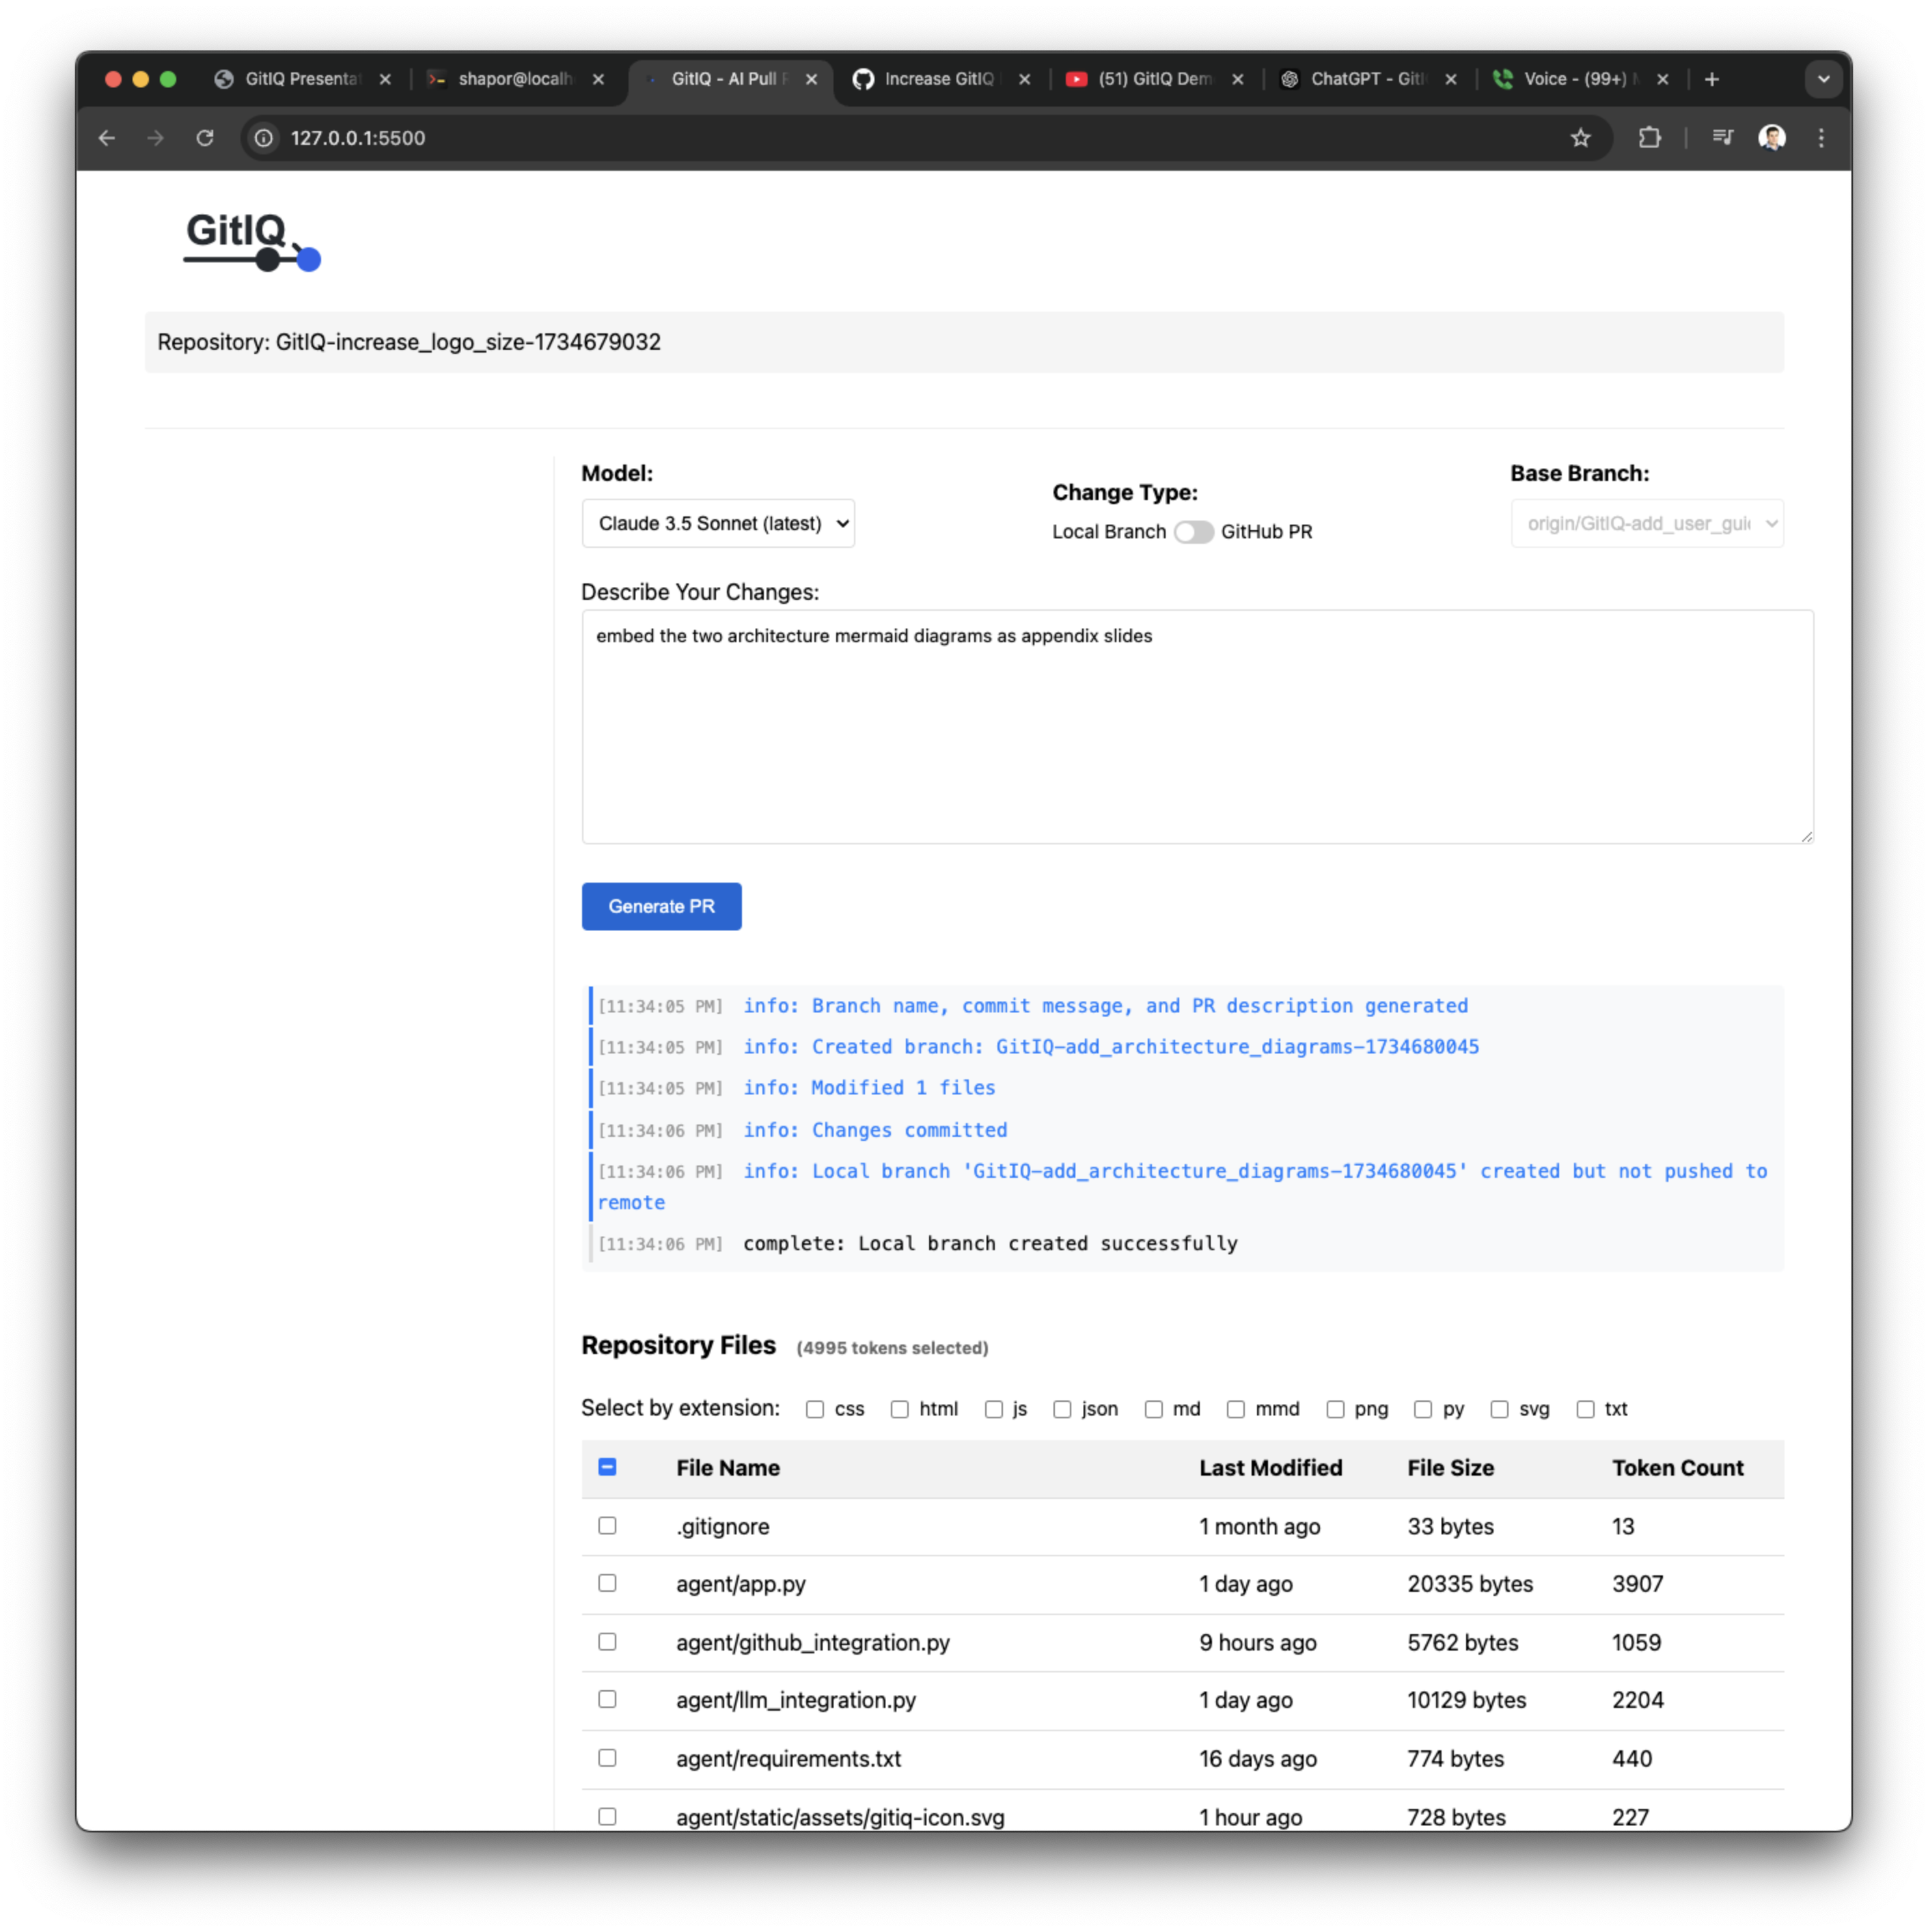 GitIQ Presenta
shapor@localh
GitIQ - AI Pull
Increase GitIQ
(51) GitIQ Dem
ChatGPT - Giti
Voice - (99+)
127.0.0.1:5500
GitIQ
Repository: GitIQ-increase_logo_size-1734679032
Model:
Change Type:
Base Branch:
Claude 3.5 Sonnet (latest)
Local Branch
GitHub PR
origin/GitIQ-add_user_gui
Describe Your Changes:
embed the two architecture mermaid diagrams as appendix slides
Generate PR
[11:34:05 PM] info: Branch name, commit message, and PR description generated
[11:34:05 PM] info: Created branch: GitIQ-add_architecture_diagrams-1734680045
[11:34:05 PM] info: Modified 1 files
[11:34:06 PM] info: Changes committed
[11:34:06 PM] info: Local branch 'GitIQ-add_architecture_diagrams-1734680045' created but not pushed to
remote
[11:34:06 PM] complete: Local branch created successfully
Repository Files (4995 tokens selected)
Select by extension: css html js json md mmd png py svg txt
File Name Last Modified File Size Token Count
.gitignore 1 month ago 33 bytes 13
agent/app.py 1 day ago 20335 bytes 3907
agent/github_integration.py 9 hours ago 5762 bytes 1059
agent/llm_integration.py 1 day ago 10129 bytes 2204
agent/requirements.txt 16 days ago 774 bytes 440
agent/static/assets/gitiq-icon.svg 1 hour ago 728 bytes 227